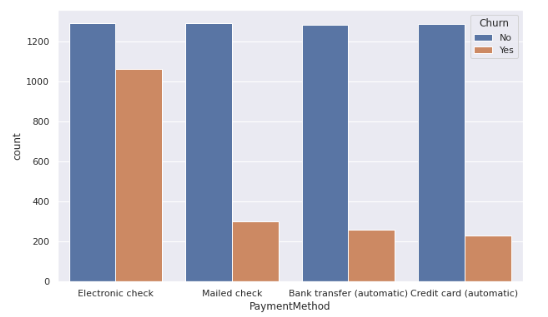 Churn
No
Yes
1200
1000
800
600
400
200
0
count
Electronic check
Mailed check
Bank transfer (automatic)
Credit card (automatic)
PaymentMethod